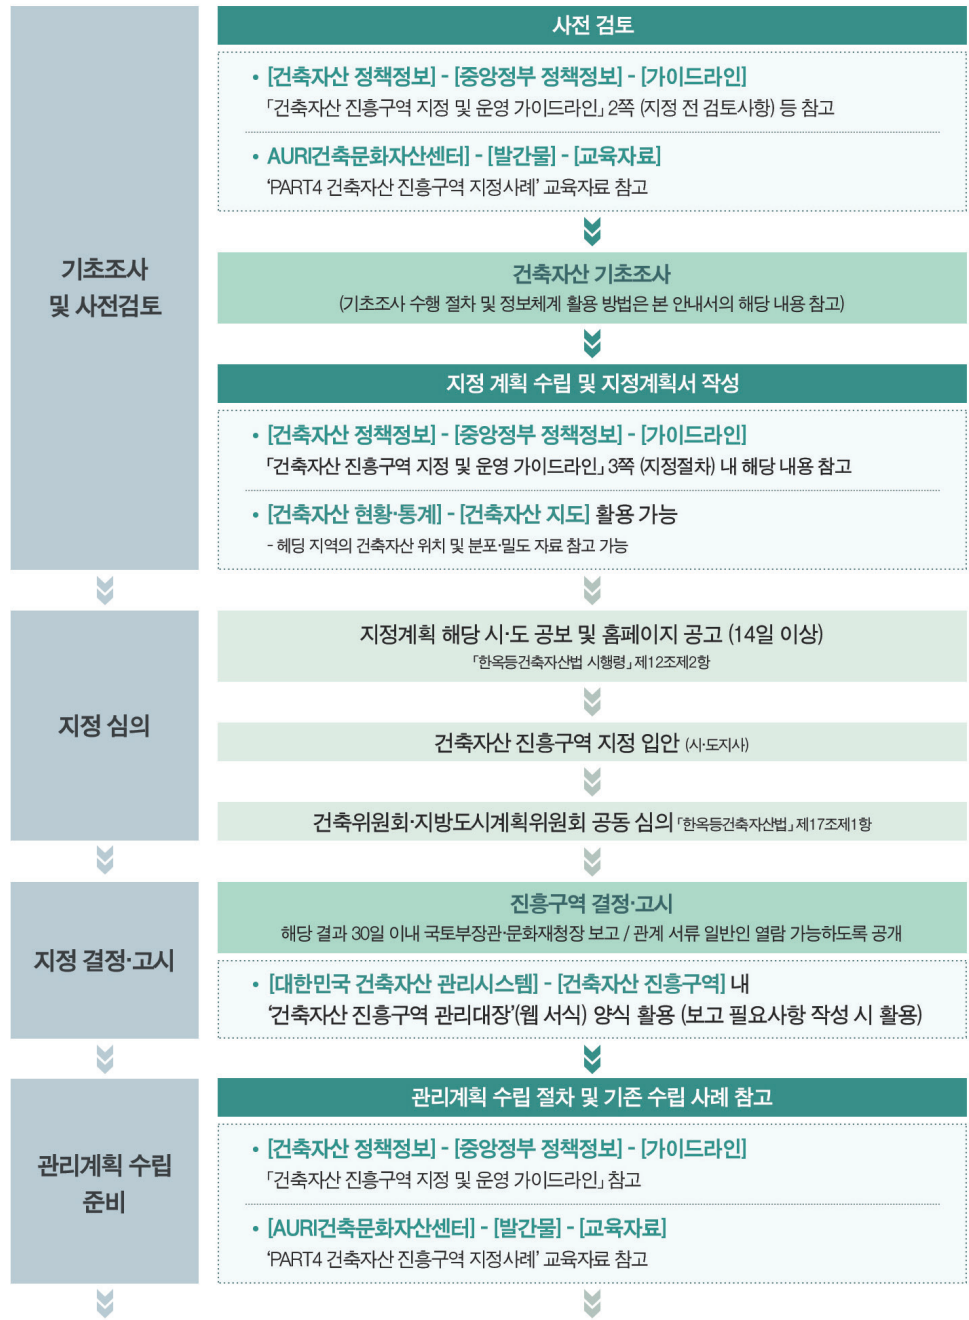 기초조사
및 사전검토
사전 검토
• [건축자산 정책정보] - [중앙정부 정책정보] - [가이드라인]
「건축자산 진흥구역 지정 및 운영 가이드라인」 2쪽 (지정 전 검토사항) 등 참고
• AURI건축문화자산센터] - [발간물] - [교육자료]
‘PART4 건축자산 진흥구역 지정사례’ 교육자료 참고
건축자산 기초조사
(기초조사 수행 절차 및 정보체계 활용 방법은 본 안내서의 해당 내용 참고)
지정 계획 수립 및 지정계획서 작성
• [건축자산 정책정보] - [중앙정부 정책정보] - [가이드라인]
「건축자산 진흥구역 지정 및 운영 가이드라인」 3쪽 (지정절차) 내 해당 내용 참고
• [건축자산 현황·통계] - [건축자산 지도] 활용 가능
- 헤딩 지역의 건축자산 위치 및 분포·밀도 자료 참고 가능
지정 심의
지정계획 해당 시·도 공보 및 홈페이지 공고 (14일 이상)
「한옥등건축자산법 시행령」 제12조제2항
건축자산 진흥구역 지정 입안 (시·도지사)
건축위원회·지방도시계획위원회 공동 심의 「한옥등건축자산법」 제17조제1항
지정 결정·고시
진흥구역 결정·고시
해당 결과 30일 이내 국토부장관·문화재청장 보고 / 관계 서류 일반인 열람 가능하도록 공개
• [대한민국 건축자산 관리시스템] - [건축자산 진흥구역] 내
‘건축자산 진흥구역 관리대장’(웹 서식) 양식 활용 (보고 필요사항 작성 시 활용)
관리계획 수립
준비
관리계획 수립 절차 및 기존 수립 사례 참고
• [건축자산 정책정보] - [중앙정부 정책정보] - [가이드라인]
「건축자산 진흥구역 지정 및 운영 가이드라인」 참고
• [AURI건축문화자산센터] - [발간물] - [교육자료]
‘PART4 건축자산 진흥구역 지정사례’ 교육자료 참고